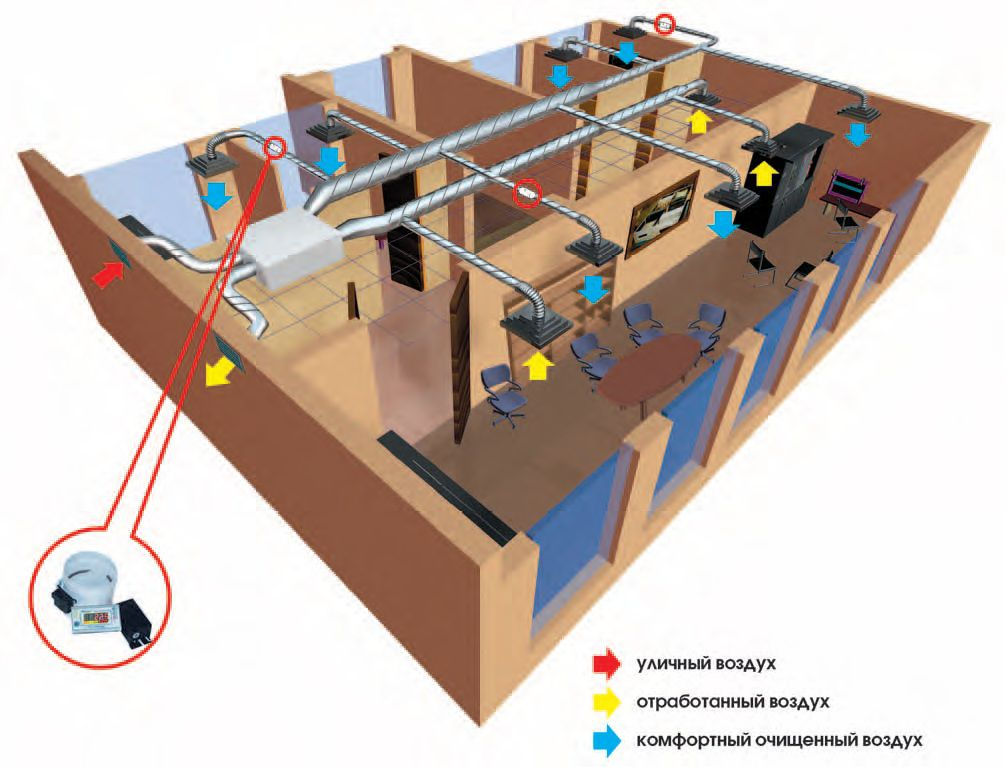 уличный воздух
отработанный воздух
комфортный очищенный воздух